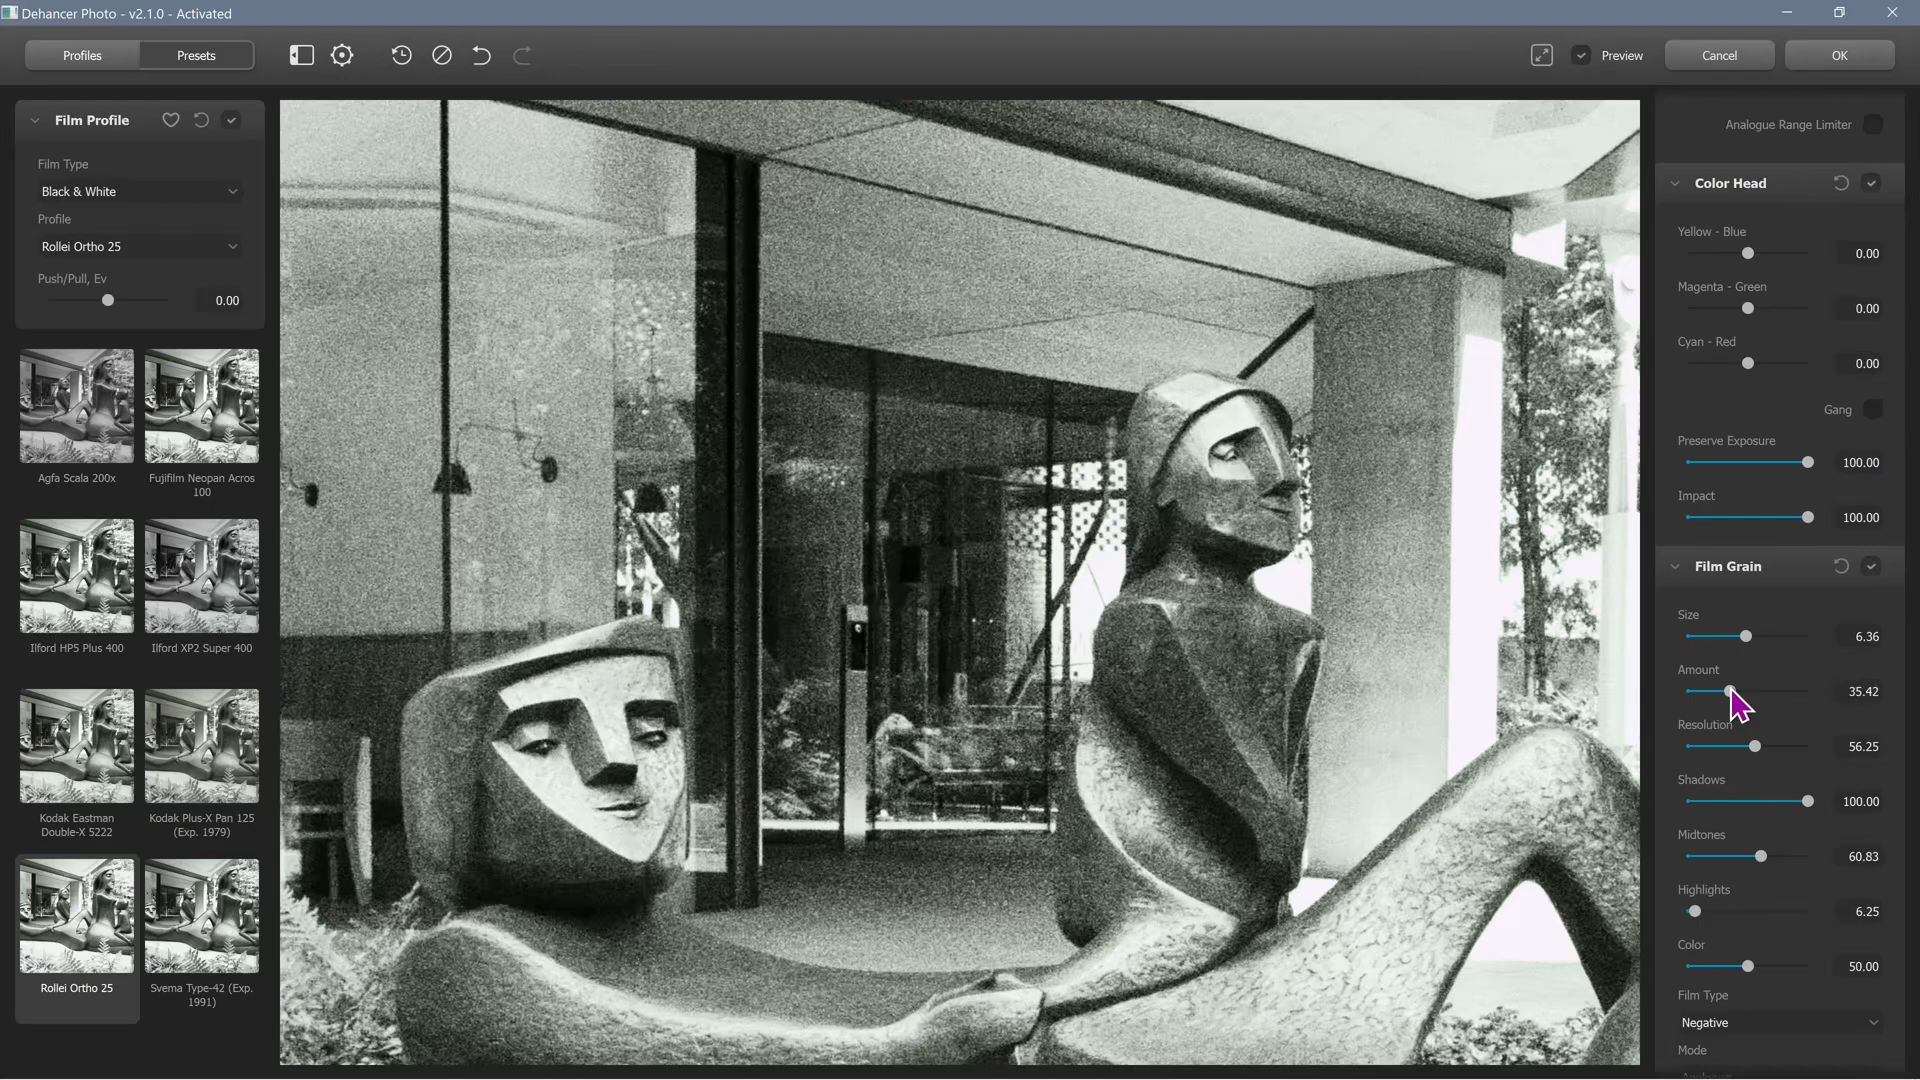 Dehancer Photo - v2.1.0 - Activated
Profiles
Presets
Preview
Cancel
OK
Film Profile
Film Type
Black & White
Profile
Rollei Ortho 25
Push/Pull, Ev
0.00
Agfa Scala 200x
Fujifilm Neopan Acros
100
Ilford HP5 Plus 400
Ilford XP2 Super 400
Kodak Eastman
Double-X 5222
Kodak Plus-X Pan 125
(Exp. 1979)
Rollei Ortho 25
Svema Type-42 (Exp.
1991)
Analogue Range Limiter
Color Head
Yellow - Blue
0.00
Magenta - Green
0.00
Cyan - Red
0.00
Gang
Preserve Exposure
100.00
Impact
100.00
Film Grain
Size
6.36
Amount
35.42
Resolution
56.25
Shadows
100.00
Midtones
60.83
Highlights
6.25
Color
50.00
Film Type
Negative
Mode